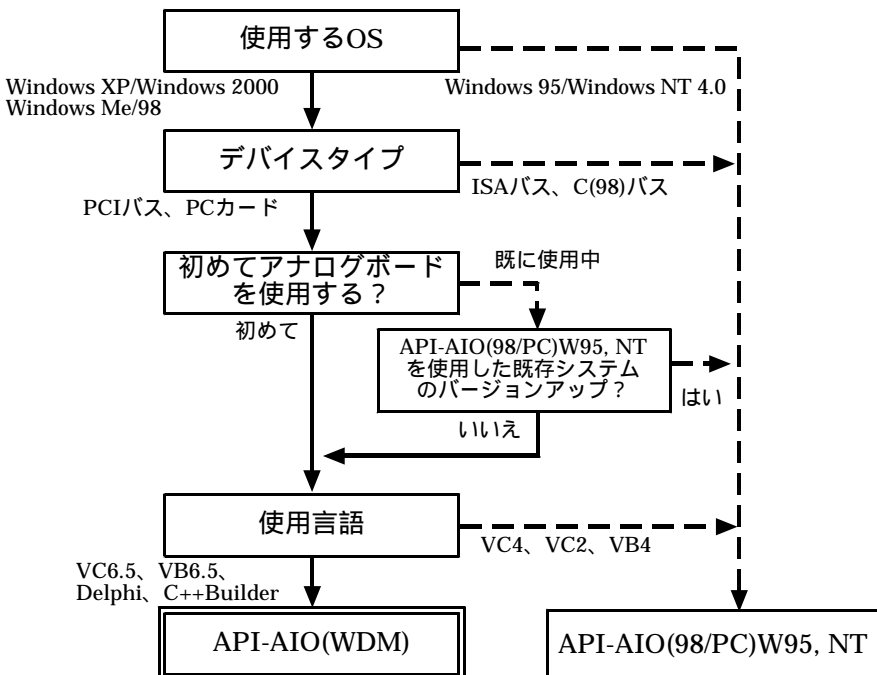 使用するOS
Windows XP/Windows 2000
Windows Me/98
Windows 95/Windows NT 4.0
デバイスタイプ
ISAバス、C(98)バス
PCIバス、PCカード
初めてアナログボード
を使用する？
既に使用中
初めて
API-AIO(98/PC)W95, NT
を使用した既存システム
のバージョンアップ？
はい
いいえ
使用言語
VC4、VC2、VB4
VC6.5、VB6.5、
Delphi、C++Builder
API-AIO(WDM)
API-AIO(98/PC)W95, NT